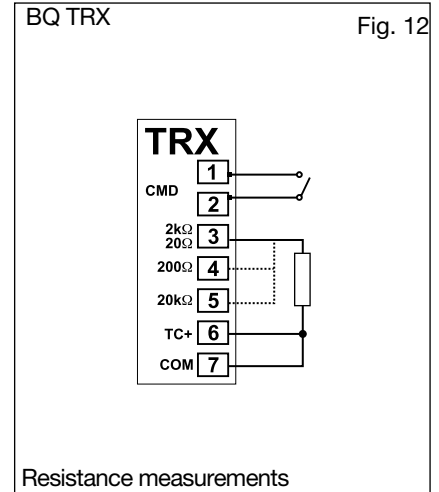 BQ TRX
Fig. 12
TRX
1
CMD
2
2kΩ
20Ω
3
200Ω 4
20kΩ 5
TC+ 6
COM 7
Resistance measurements